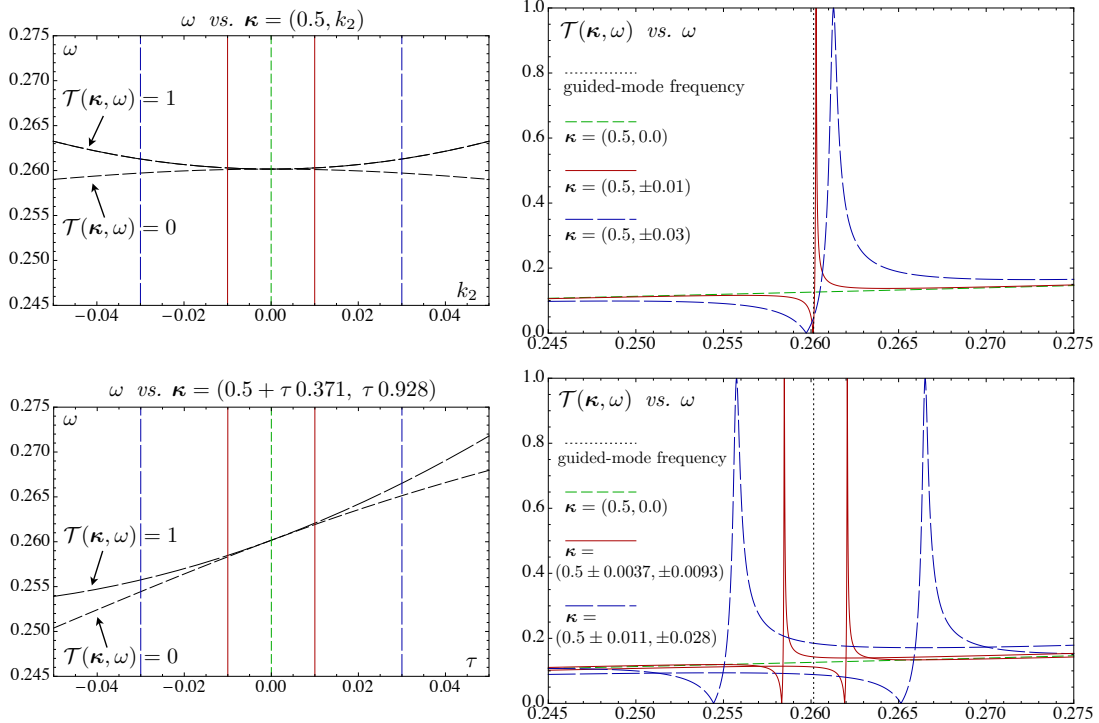 ω vs. κ = (0.5, k₂)
0.275
0.270
0.265
0.260
0.255
0.250
0.245
ω
𝒯(κ, ω) = 1
𝒯(κ, ω) = 0
k₂
−0.04
−0.02
0.00
0.02
0.04
1.0
0.8
0.6
0.4
0.2
0.0
𝒯(κ, ω) vs. ω
guided-mode frequency
κ = (0.5, 0.0)
κ = (0.5, ±0.01)
κ = (0.5, ±0.03)
0.245
0.250
0.255
0.260
0.265
0.270
0.275
ω vs. κ = (0.5 + τ 0.371, τ 0.928)
0.275
0.270
0.265
0.260
0.255
0.250
0.245
ω
𝒯(κ, ω) = 1
𝒯(κ, ω) = 0
τ
−0.04
−0.02
0.00
0.02
0.04
1.0
0.8
0.6
0.4
0.2
0.0
𝒯(κ, ω) vs. ω
guided-mode frequency
κ = (0.5, 0.0)
κ =
(0.5 ± 0.0037, ±0.0093)
κ =
(0.5 ± 0.011, ±0.028)
0.245
0.250
0.255
0.260
0.265
0.270
0.275